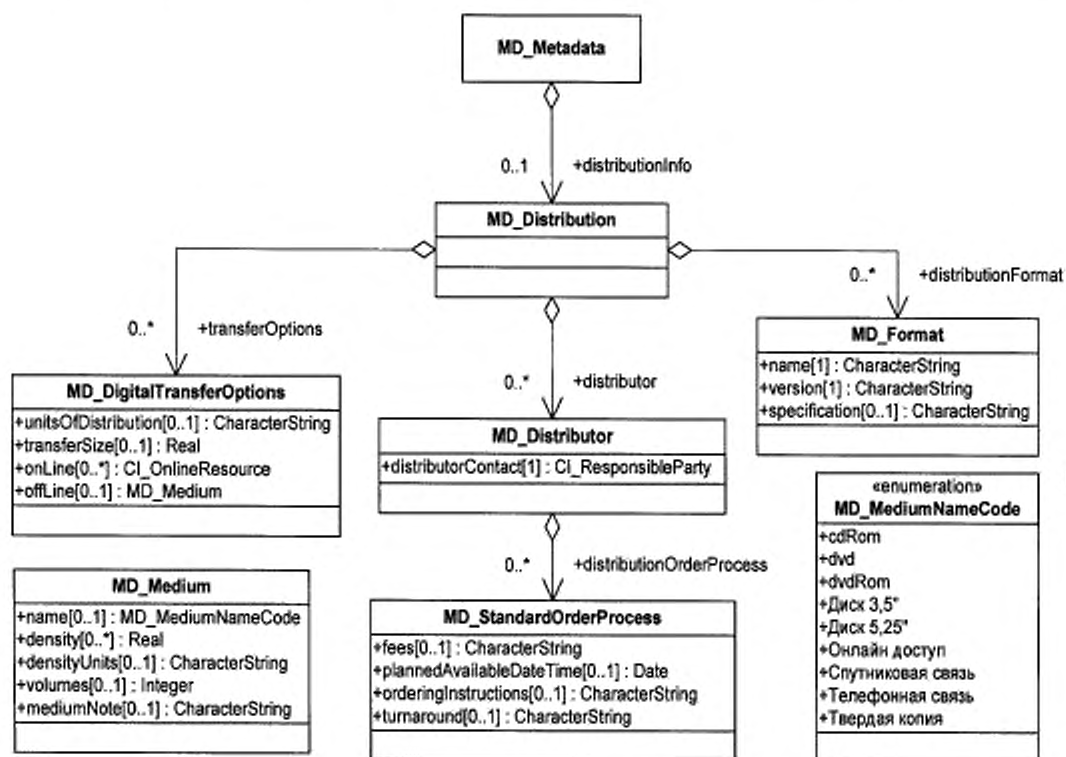 MD_Metadata
0..1 +distributionInfo
MD_Distribution
0..* +transferOptions
0..* +distributor
0..* +distributionFormat
MD_DigitalTransferOptions
+unitsOfDistribution[0..1] : CharacterString
+transferSize[0..1] : Real
+onLine[0..*] : CI_OnlineResource
+offLine[0..1] : MD_Medium
MD_Distributor
+distributorContact[1] : CI_ResponsibleParty
MD_Format
+name[1] : CharacterString
+version[1] : CharacterString
+specification[0..1] : CharacterString
0..* +distributionOrderProcess
MD_Medium
+name[0..1] : MD_MediumNameCode
+density[0..*] : Real
+densityUnits[0..1] : CharacterString
+volumes[0..1] : Integer
+mediumNote[0..1] : CharacterString
MD_StandardOrderProcess
+fees[0..1] : CharacterString
+plannedAvailableDateTime[0..1] : Date
+orderingInstructions[0..1] : CharacterString
+turnaround[0..1] : CharacterString
«enumeration»
MD_MediumNameCode
+cdRom
+dvd
+dvdRom
+Диск 3,5"
+Диск 5,25"
+Онлайн доступ
+Спутниковая связь
+Телефонная связь
+Твердая копия